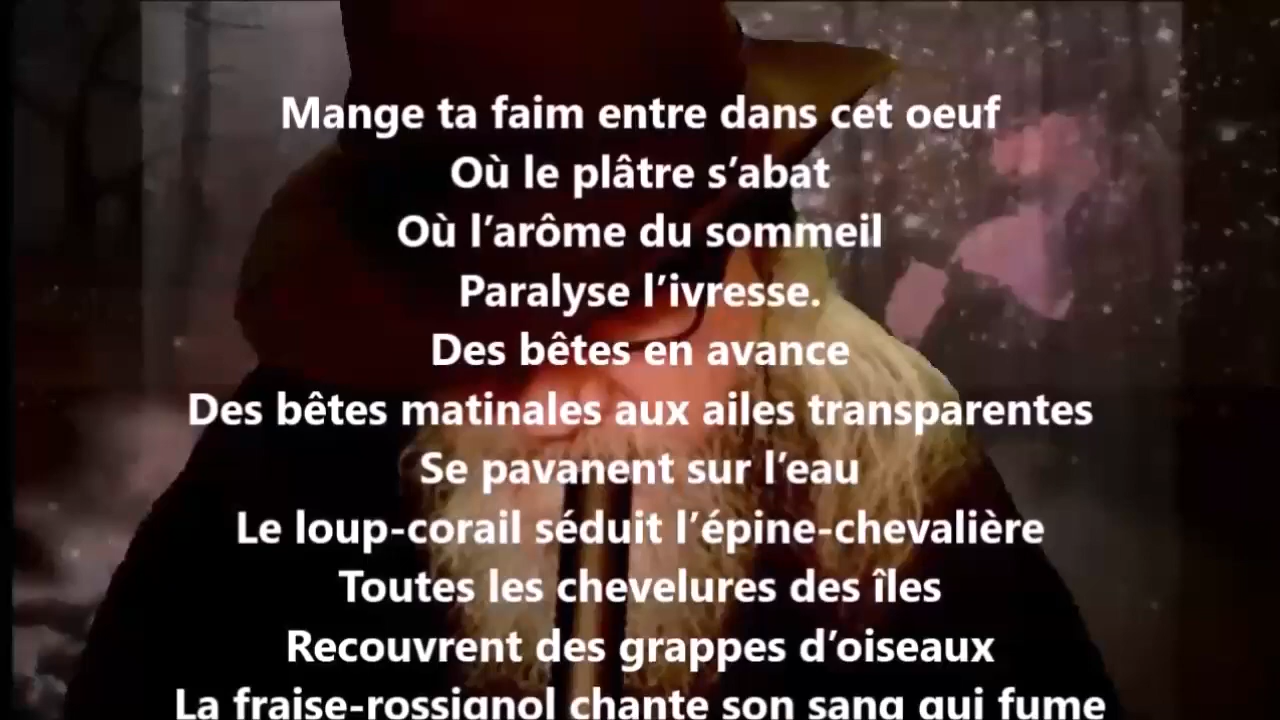 Mange ta faim entre dans cet oeuf
Où le plâtre s’abat
Où l’arôme du sommeil
Paralyse l’ivresse.
Des bêtes en avance
Des bêtes matinales aux ailes transparentes
Se pavanent sur l’eau
Le loup-corail séduit l’épine-chevalière
Toutes les chevelures des îles
Recouvrent des grappes d’oiseaux
La fraise-rossignol chante son sang qui fume